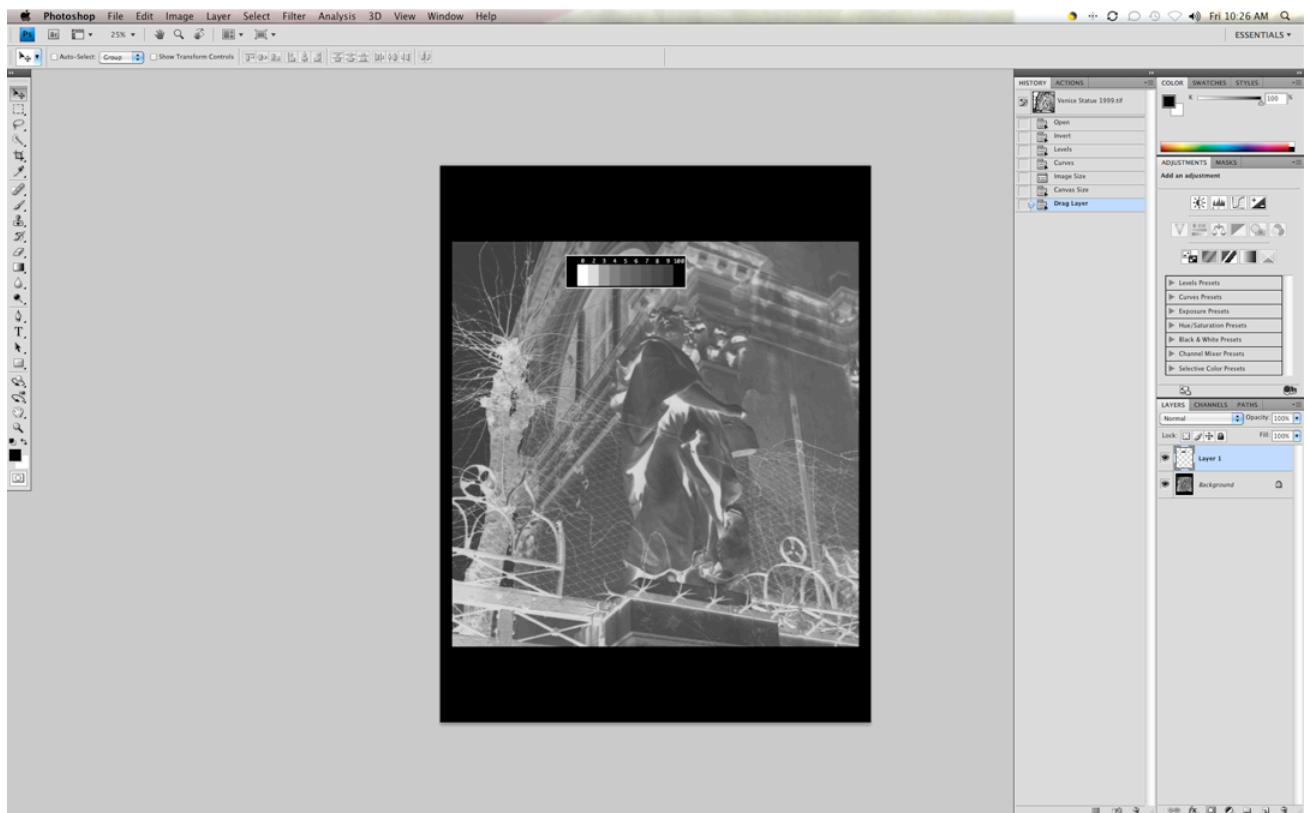 Photoshop File Edit Image Layer Select Filter Analysis 3D View Window Help Fri 10:26 AM
Ps Br 25% ESSENTIALS
Auto-Select: Group Show Transform Controls
HISTORY ACTIONS
Venice Statue 1999.tif
Open
Invert
Levels
Curves
Image Size
Canvas Size
Drag Layer
COLOR SWATCHES STYLES
K 100 %
ADJUSTMENTS MASKS
Add an adjustment
Levels Presets
Curves Presets
Exposure Presets
Hue/Saturation Presets
Black & White Presets
Channel Mixer Presets
Selective Color Presets
LAYERS CHANNELS PATHS
Normal Opacity: 100%
Lock: Fill: 100%
Layer 1
Background
0 2 3 4 5 6 7 8 9 100
T